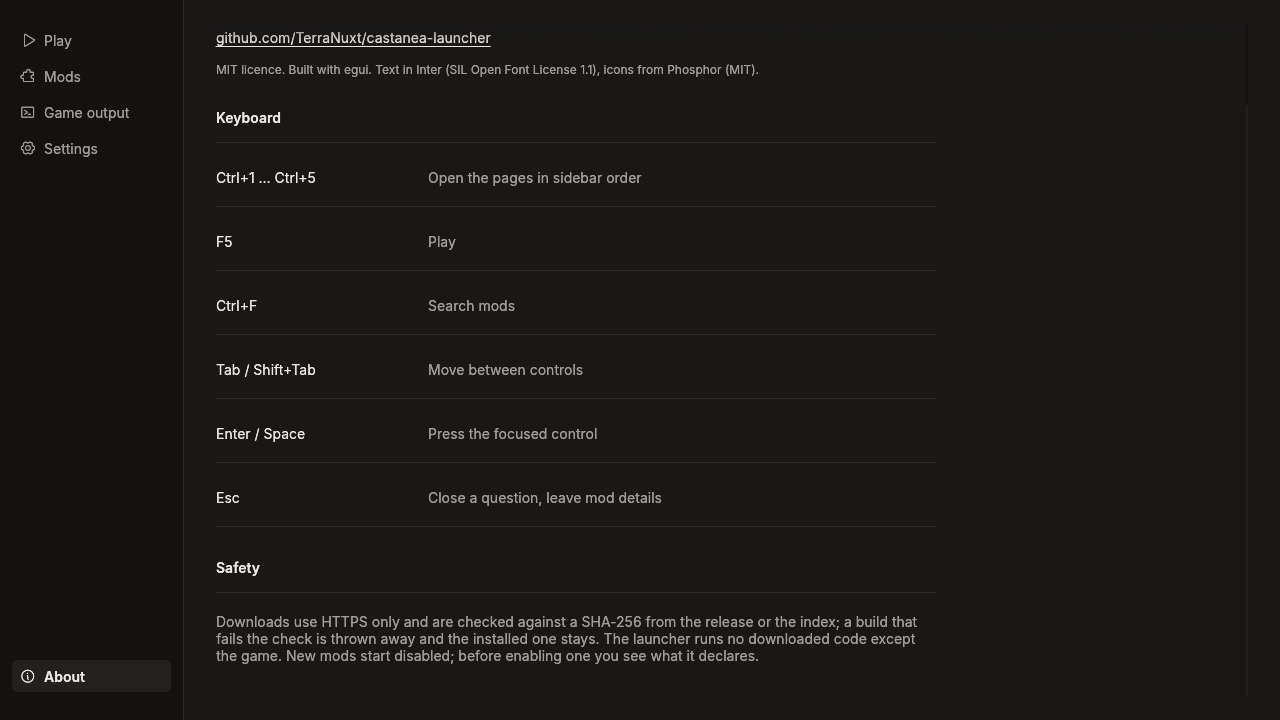 Play
Mods
Game output
Settings
About
github.com/TerraNuxt/castanea-launcher
MIT licence. Built with egui. Text in Inter (SIL Open Font License 1.1), icons from Phosphor (MIT).
Keyboard
Ctrl+1 … Ctrl+5 Open the pages in sidebar order
F5 Play
Ctrl+F Search mods
Tab / Shift+Tab Move between controls
Enter / Space Press the focused control
Esc Close a question, leave mod details
Safety
Downloads use HTTPS only and are checked against a SHA-256 from the release or the index; a build that
fails the check is thrown away and the installed one stays. The launcher runs no downloaded code except
the game. New mods start disabled; before enabling one you see what it declares.